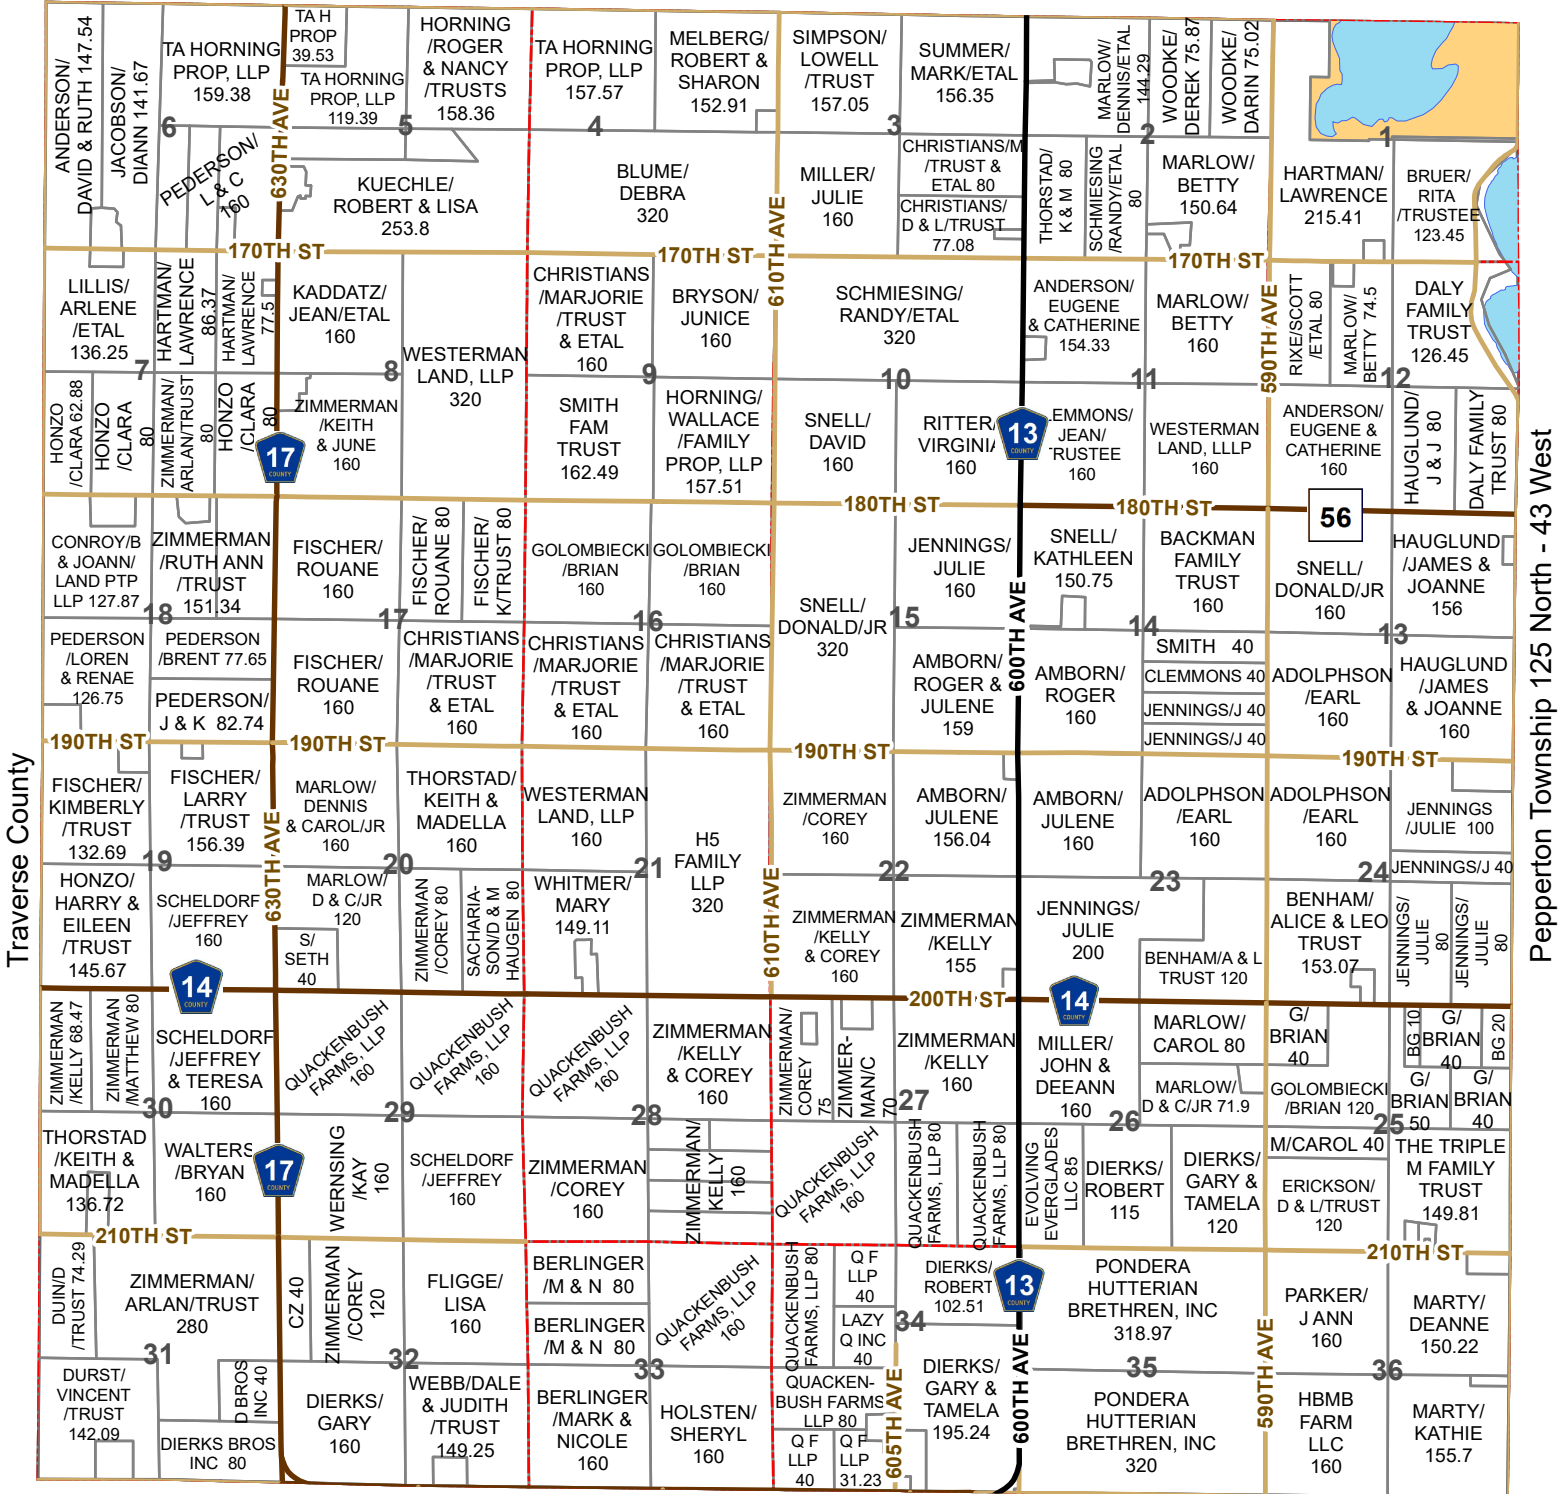 ANDERSON/
DAVID & RUTH 147.54
JACOBSON/
DIANN 141.67
TA HORNING
PROP, LLP
159.38
6
PEDERSON/
L & C
160
630TH AVE
TA H
PROP
39.53
TA HORNING
PROP, LLP
119.39
5
HORNING
/ROGER
& NANCY
/TRUSTS
158.36
KUECHLE/
ROBERT & LISA
253.8
TA HORNING
PROP, LLP
157.57
MELBERG/
ROBERT &
SHARON
152.91
4
BLUME/
DEBRA
320
610TH AVE
SIMPSON/
LOWELL
/TRUST
157.05
SUMMER/
MARK/ETAL
156.35
3
MILLER/
JULIE
160
CHRISTIANS/M
/TRUST &
ETAL 80
CHRISTIANS/
D & L/TRUST
77.08
MARLOW/
DENNIS/ETAL
144.29
WOODKE/
DEREK 75.87
WOODKE/
DARIN 75.02
2
THORSTAD/
K & M 80
SCHMIESING
/RANDY/ETAL
80
MARLOW/
BETTY
150.64
1
HARTMAN/
LAWRENCE
215.41
BRUER/
RITA
/TRUSTEE
123.45
170TH ST
170TH ST
170TH ST
LILLIS/
ARLENE
/ETAL
136.25
HARTMAN/
LAWRENCE
86.37
HARTMAN/
LAWRENCE
77.5
7
HONZO
/CLARA 62.88
HONZO
/CLARA
80
ZIMMERMAN/
ARLAN/TRUST
80
HONZO
/CLARA
80
17
COUNTY
KADDATZ/
JEAN/ETAL
160
8
ZIMMERMAN
/KEITH
& JUNE
160
WESTERMAN
LAND, LLP
320
CHRISTIANS
/MARJORIE
/TRUST
& ETAL
160
BRYSON/
JUNICE
160
9
SMITH
FAM
TRUST
162.49
HORNING/
WALLACE
/FAMILY
PROP, LLP
157.51
SCHMIESING/
RANDY/ETAL
320
10
SNELL/
DAVID
160
RITTER/
VIRGINIA
160
13
COUNTY
ANDERSON/
EUGENE
& CATHERINE
154.33
MARLOW/
BETTY
160
11
LEMMONS/
JEAN/
TRUSTEE
160
WESTERMAN
LAND, LLLP
160
590TH AVE
RIXE/SCOTT
/ETAL 80
MARLOW/
BETTY 74.5
DALY
FAMILY
TRUST
126.45
12
ANDERSON/
EUGENE &
CATHERINE
160
HAUGLUND/
J & J 80
DALY FAMILY
TRUST 80
180TH ST
180TH ST
56
CONROY/B
& JOANN/
LAND PTP
LLP 127.87
ZIMMERMAN
/RUTH ANN
/TRUST
151.34
18
PEDERSON
/LOREN
& RENAE
126.75
PEDERSON
/BRENT 77.65
PEDERSON/
J & K 82.74
FISCHER/
ROUANE
160
FISCHER/
ROUANE 80
FISCHER/
K/TRUST 80
17
FISCHER/
ROUANE
160
CHRISTIANS
/MARJORIE
/TRUST
& ETAL
160
GOLOMBIECKI
/BRIAN
160
GOLOMBIECKI
/BRIAN
160
16
CHRISTIANS
/MARJORIE
/TRUST
& ETAL
160
CHRISTIANS
/MARJORIE
/TRUST
& ETAL
160
SNELL/
DONALD/JR
320
JENNINGS/
JULIE
160
15
AMBORN/
ROGER &
JULENE
159
600TH AVE
SNELL/
KATHLEEN
150.75
BACKMAN
FAMILY
TRUST
160
14
AMBORN/
ROGER
160
SMITH 40
CLEMMONS 40
JENNINGS/J 40
JENNINGS/J 40
SNELL/
DONALD/JR
160
HAUGLUND
/JAMES &
JOANNE
156
13
ADOLPHSON
/EARL
160
HAUGLUND
/JAMES
& JOANNE
160
190TH ST
190TH ST
190TH ST
190TH ST
FISCHER/
KIMBERLY
/TRUST
132.69
FISCHER/
LARRY
/TRUST
156.39
19
HONZO/
HARRY &
EILEEN
/TRUST
145.67
SCHELDORF
/JEFFREY
160
14
COUNTY
630TH AVE
MARLOW/
DENNIS
& CAROL/JR
160
THORSTAD/
KEITH &
MADELLA
160
20
MARLOW/
D & C/JR
120
S/
SETH
40
ZIMMERMAN
/COREY 80
SACHARIA-
SON/D & M
HAUGEN 80
WESTERMAN
LAND, LLP
160
21
WHITMER/
MARY
149.11
H5
FAMILY
LLP
320
610TH AVE
ZIMMERMAN
/COREY
160
AMBORN/
JULENE
156.04
22
ZIMMERMAN
/KELLY
& COREY
160
ZIMMERMAN
/KELLY
155
AMBORN/
JULENE
160
ADOLPHSON
/EARL
160
23
JENNINGS/
JULIE
200
BENHAM/A & L
TRUST 120
14
COUNTY
ADOLPHSON
/EARL
160
JENNINGS
/JULIE 100
24
JENNINGS/J 40
BENHAM/
ALICE & LEO
TRUST
153.07
JENNINGS/
JULIE
80
JENNINGS/
JULIE
80
200TH ST
ZIMMERMAN
/KELLY 68.47
ZIMMERMAN
/MATTHEW 80
SCHELDORF
/JEFFREY
& TERESA
160
30
THORSTAD
/KEITH &
MADELLA
136.72
WALTERS
/BRYAN
160
17
COUNTY
QUACKENBUSH
FARMS, LLP
160
QUACKENBUSH
FARMS, LLP
160
29
WERNSING
/KAY
160
SCHELDORF
/JEFFREY
160
QUACKENBUSH
FARMS, LLP
160
ZIMMERMAN
/KELLY
& COREY
160
28
ZIMMERMAN
/COREY
160
ZIMMERMAN/
KELLY
160
ZIMMERMAN/
COREY
75
ZIMMER-
MAN/C
70
ZIMMERMAN
/KELLY
160
27
QUACKENBUSH
FARMS, LLP
160
QUACKENBUSH
FARMS, LLP 80
QUACKENBUSH
FARMS, LLP 80
MILLER/
JOHN &
DEEANN
160
MARLOW/
CAROL 80
MARLOW/
D & C/JR 71.9
26
EVOLVING
EVERGLADES
LLC 85
DIERKS/
ROBERT
115
DIERKS/
GARY &
TAMELA
120
G/
BRIAN
40
GOLOMBIECKI
/BRIAN 120
BG 10
G/
BRIAN
40
BG 20
G/
BRIAN
50
G/
BRIAN
40
25
M/CAROL 40
ERICKSON/
D & L/TRUST
120
THE TRIPLE
M FAMILY
TRUST
149.81
210TH ST
210TH ST
DUIN/D
/TRUST 74.29
ZIMMERMAN/
ARLAN/TRUST
280
31
DURST/
VINCENT
/TRUST
142.09
D BROS
INC 40
DIERKS BROS
INC 80
CZ 40
ZIMMERMAN
/COREY
120
FLIGGE/
LISA
160
32
DIERKS/
GARY
160
WEBB/DALE
& JUDITH
/TRUST
149.25
BERLINGER
/M & N 80
BERLINGER
/M & N 80
QUACKENBUSH
FARMS, LLP
160
33
BERLINGER
/MARK &
NICOLE
160
HOLSTEN/
SHERYL
160
QUACKENBUSH
FARMS, LLP 80
Q F
LLP
40
LAZY
Q INC
40
DIERKS/
ROBERT
102.51
34
QUACKEN-
BUSH FARMS
LLP 80
Q F
LLP
40
Q F
LLP
31.23
605TH AVE
DIERKS/
GARY &
TAMELA
195.24
13
COUNTY
600TH AVE
PONDERA
HUTTERIAN
BRETHREN, INC
318.97
35
PONDERA
HUTTERIAN
BRETHREN, INC
320
590TH AVE
PARKER/
J ANN
160
MARTY/
DEANNE
150.22
36
HBMB
FARM
LLC
160
MARTY/
KATHIE
155.7
Traverse County
Pepperton Township 125 North - 43 West